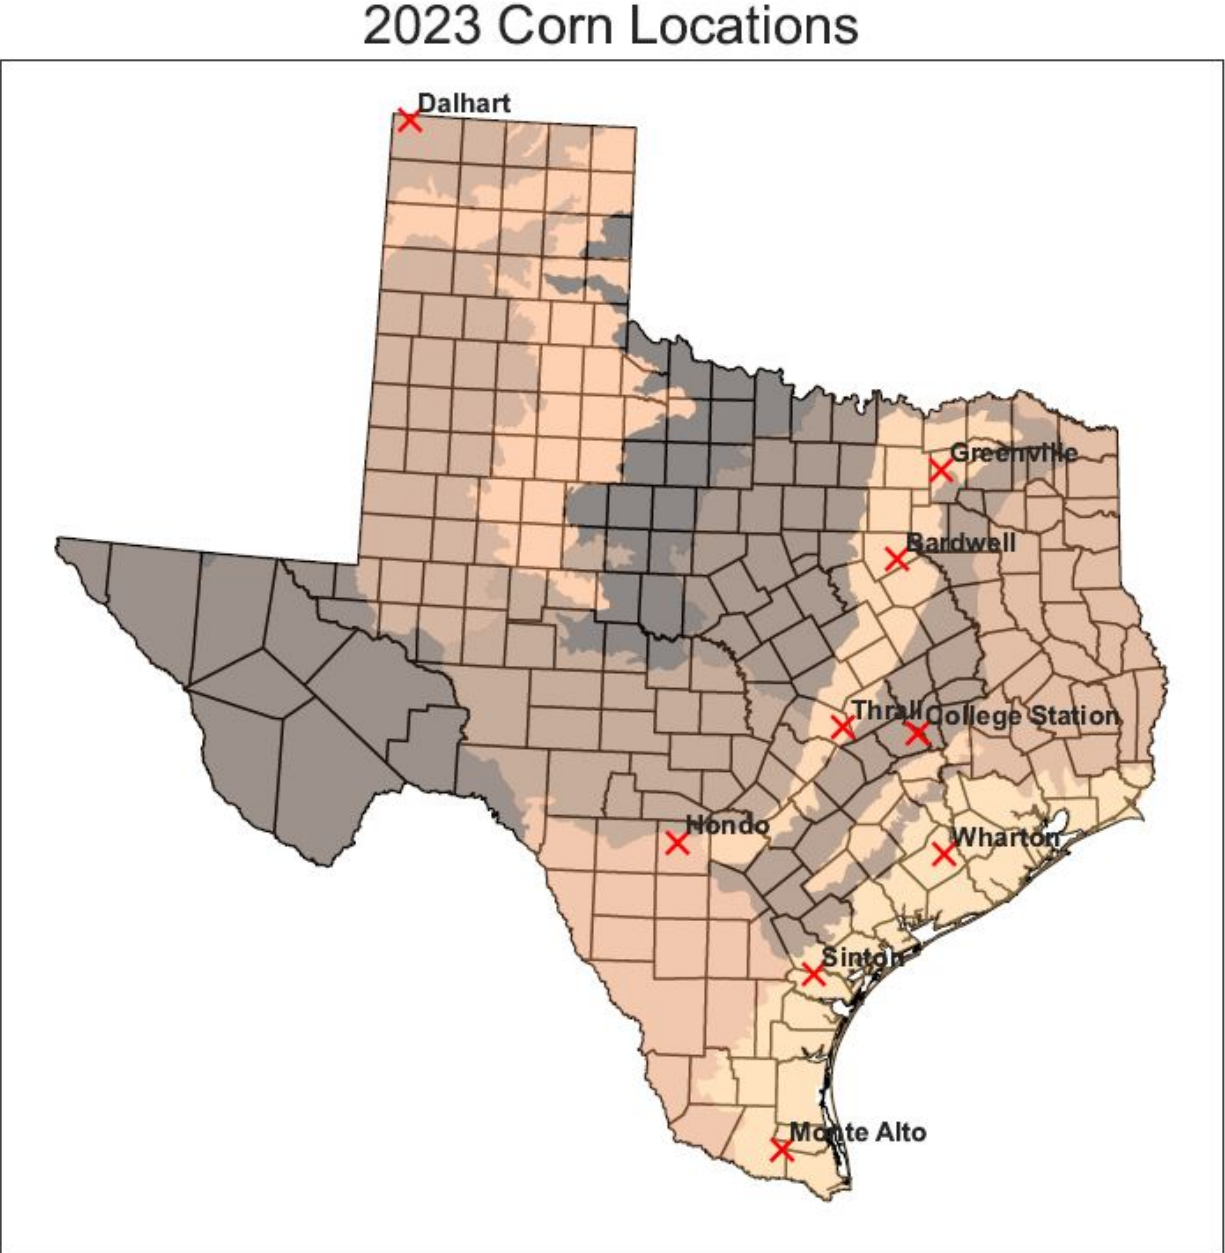 2023 Corn Locations
Dalhart
Greenville
Bardwell
Thrall
College Station
Hondo
Wharton
Sinton
Monte Alto